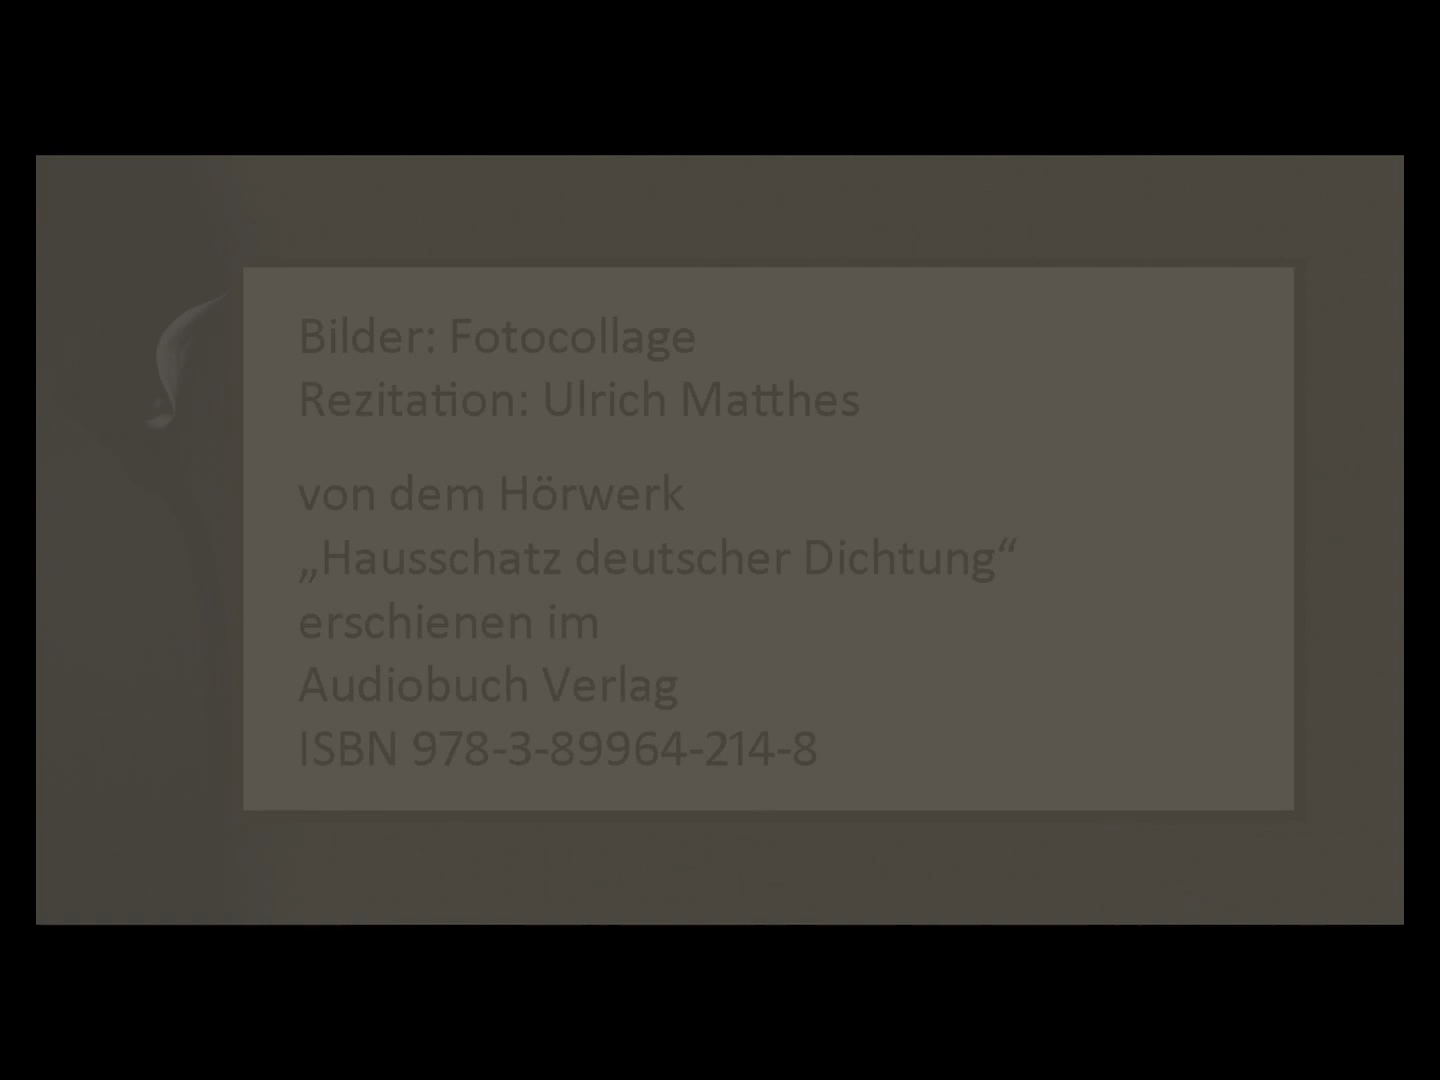 Bilder: Fotocollage
Rezitation: Ulrich Matthes
von dem Hörwerk
„Hausschatz deutscher Dichtung“
erschienen im
Audiobuch Verlag
ISBN 978-3-89964-214-8